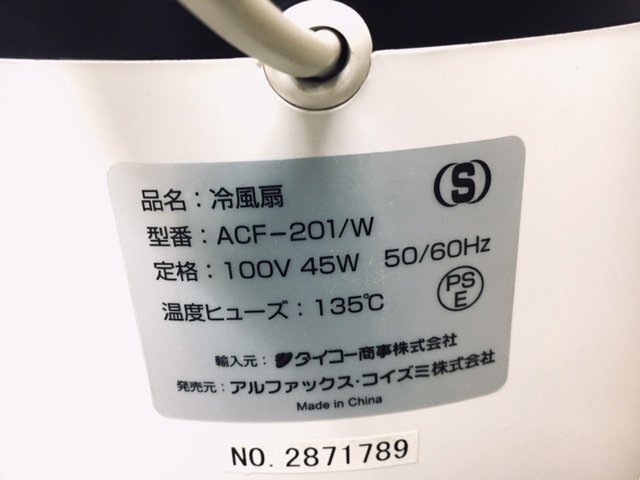 品名：冷風扇
型番：ACF-201/W
定格：100V 45W 50/60Hz
温度ヒューズ：135℃
輸入元：タイコー商事株式会社
発売元：アルファックス・コイズミ株式会社
Made in China
S
PS
E
NO. 2871789